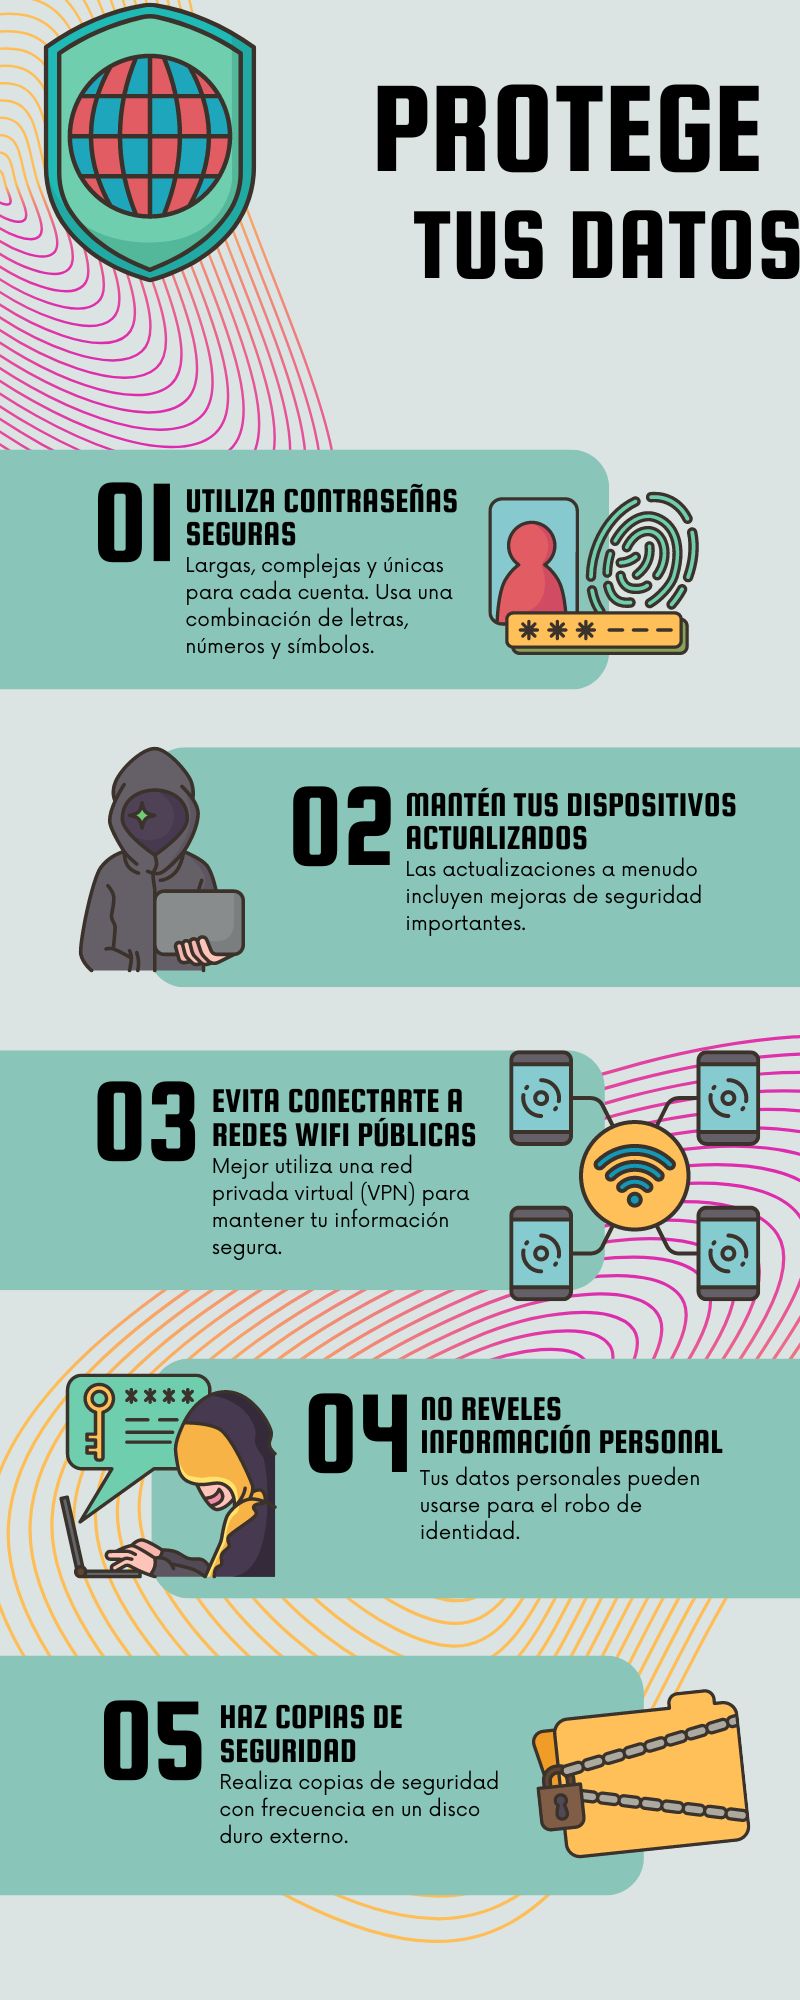 PROTEGE
TUS DATOS
01
UTILIZA CONTRASEÑAS
SEGURAS
Largas, complejas y únicas
para cada cuenta. Usa una
combinación de letras,
números y símbolos.
02
MANTÉN TUS DISPOSITIVOS
ACTUALIZADOS
Las actualizaciones a menudo
incluyen mejoras de seguridad
importantes.
03
EVITA CONECTARTE A
REDES WIFI PÚBLICAS
Mejor utiliza una red
privada virtual (VPN) para
mantener tu información
segura.
04
NO REVELES
INFORMACIÓN PERSONAL
Tus datos personales pueden
usarse para el robo de
identidad.
05
HAZ COPIAS DE
SEGURIDAD
Realiza copias de seguridad
con frecuencia en un disco
duro externo.